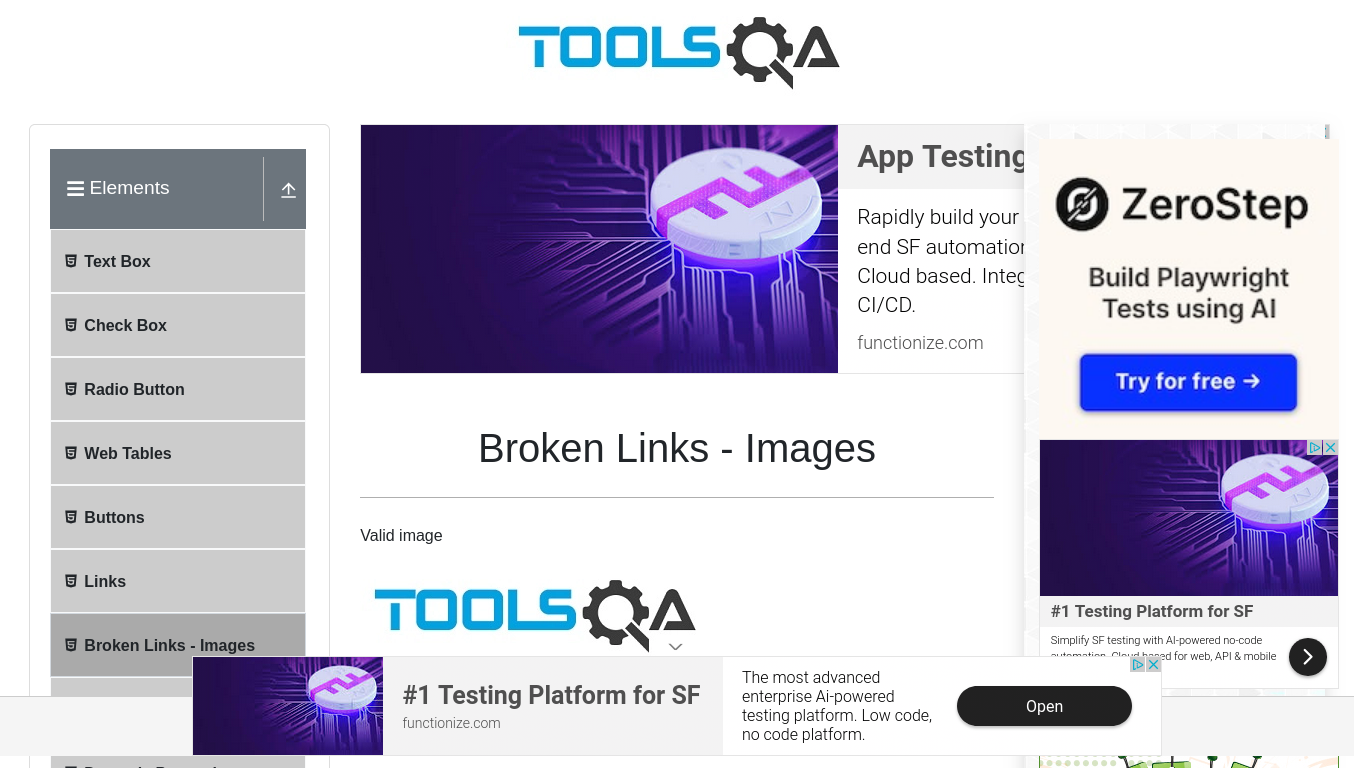 TOOLSQA
Elements
Text Box
Check Box
Radio Button
Web Tables
Buttons
Links
Broken Links - Images
App Testing
Rapidly build your
end SF automation
Cloud based. Integ
CI/CD.
functionize.com
ZeroStep
Build Playwright
Tests using AI
Try for free →
Broken Links - Images
Valid image
TOOLSQA
#1 Testing Platform for SF
Simplify SF testing with AI-powered no-code
automation. Cloud based for web, API & mobile
#1 Testing Platform for SF
functionize.com
The most advanced
enterprise Ai-powered
testing platform. Low code,
no code platform.
Open